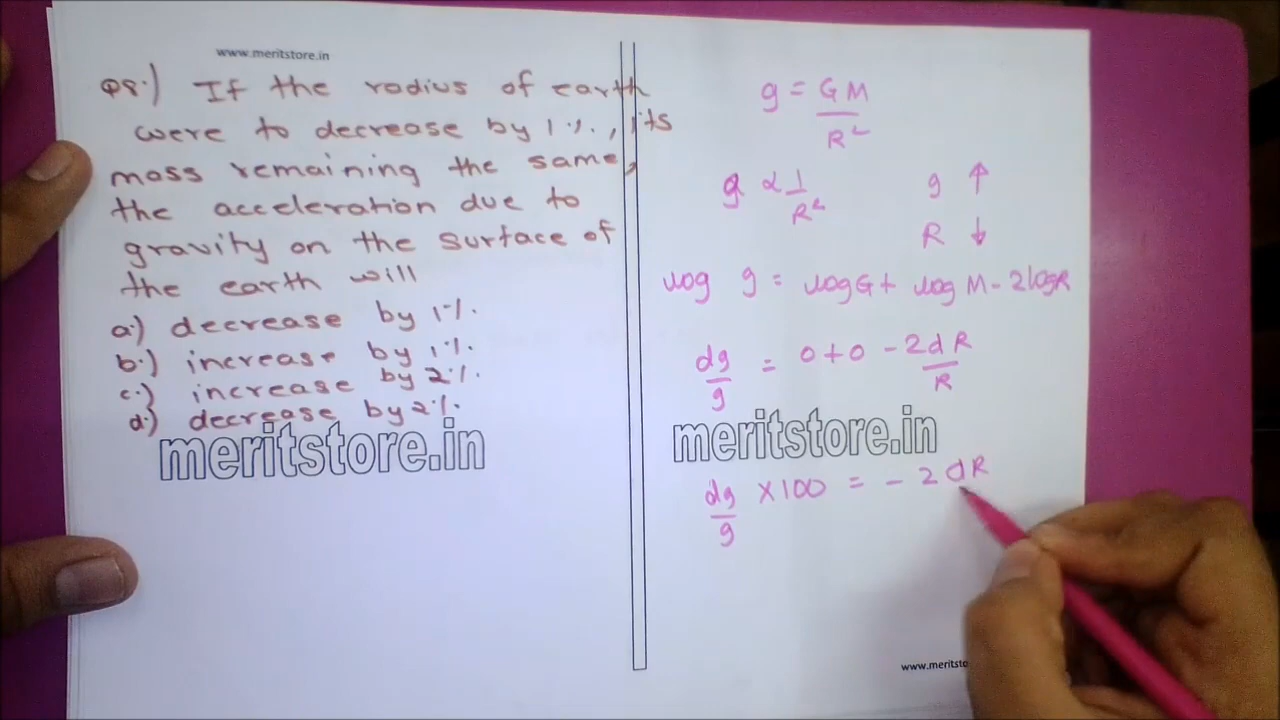 www.meritstore.in
Q8.) If the radius of earth
were to decrease by 1%., its
mass remaining the same,
the acceleration due to
gravity on the surface of
the earth will
a.) decrease by 1%.
b.) increase by 1%.
c.) increase by 2%.
d.) decrease by 2%.
meritstore.in
g = GM
R²
g ∝ 1
R²
g ↑
R ↓
log g = log G + log M - 2 log R
dg = 0 + 0 - 2dR
g R
meritstore.in
dg × 100 = - 2 dR
g
www.meritsto